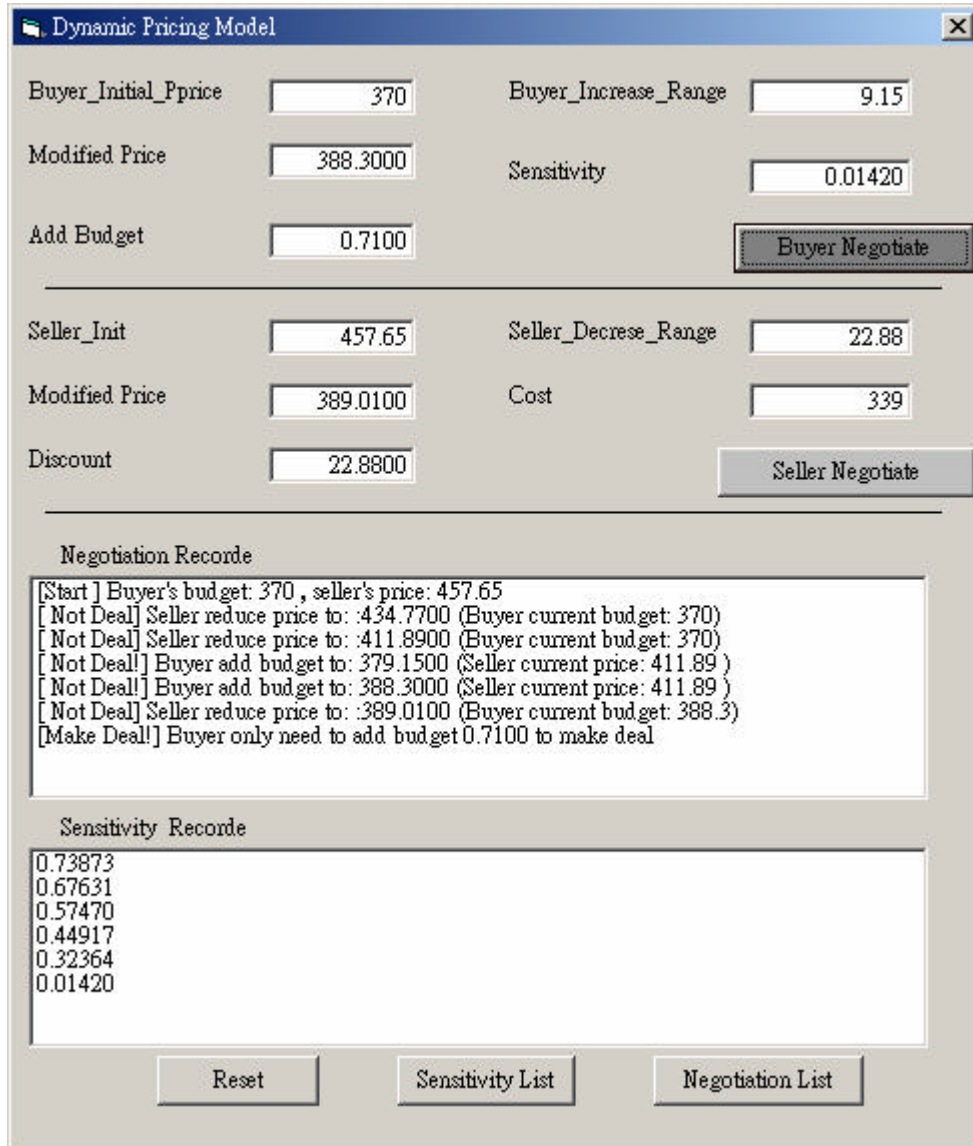 Dynamic Pricing Model
Buyer_Initial_Pprice 370 Buyer_Increase_Range 9.15
Modified Price 388.3000 Sensitivity 0.01420
Add Budget 0.7100 Buyer Negotiate
Seller_Init 457.65 Seller_Decrese_Range 22.88
Modified Price 389.0100 Cost 339
Discount 22.8800 Seller Negotiate
Negotiation Recorde
[Start ] Buyer's budget: 370 , seller's price: 457.65
[ Not Deal] Seller reduce price to: :434.7700 (Buyer current budget: 370)
[ Not Deal] Seller reduce price to: :411.8900 (Buyer current budget: 370)
[ Not Deal!] Buyer add budget to: 379.1500 (Seller current price: 411.89 )
[ Not Deal!] Buyer add budget to: 388.3000 (Seller current price: 411.89 )
[ Not Deal] Seller reduce price to: :389.0100 (Buyer current budget: 388.3)
[Make Deal!] Buyer only need to add budget 0.7100 to make deal
Sensitivity Recorde
0.73873
0.67631
0.57470
0.44917
0.32364
0.01420
Reset Sensitivity List Negotiation List